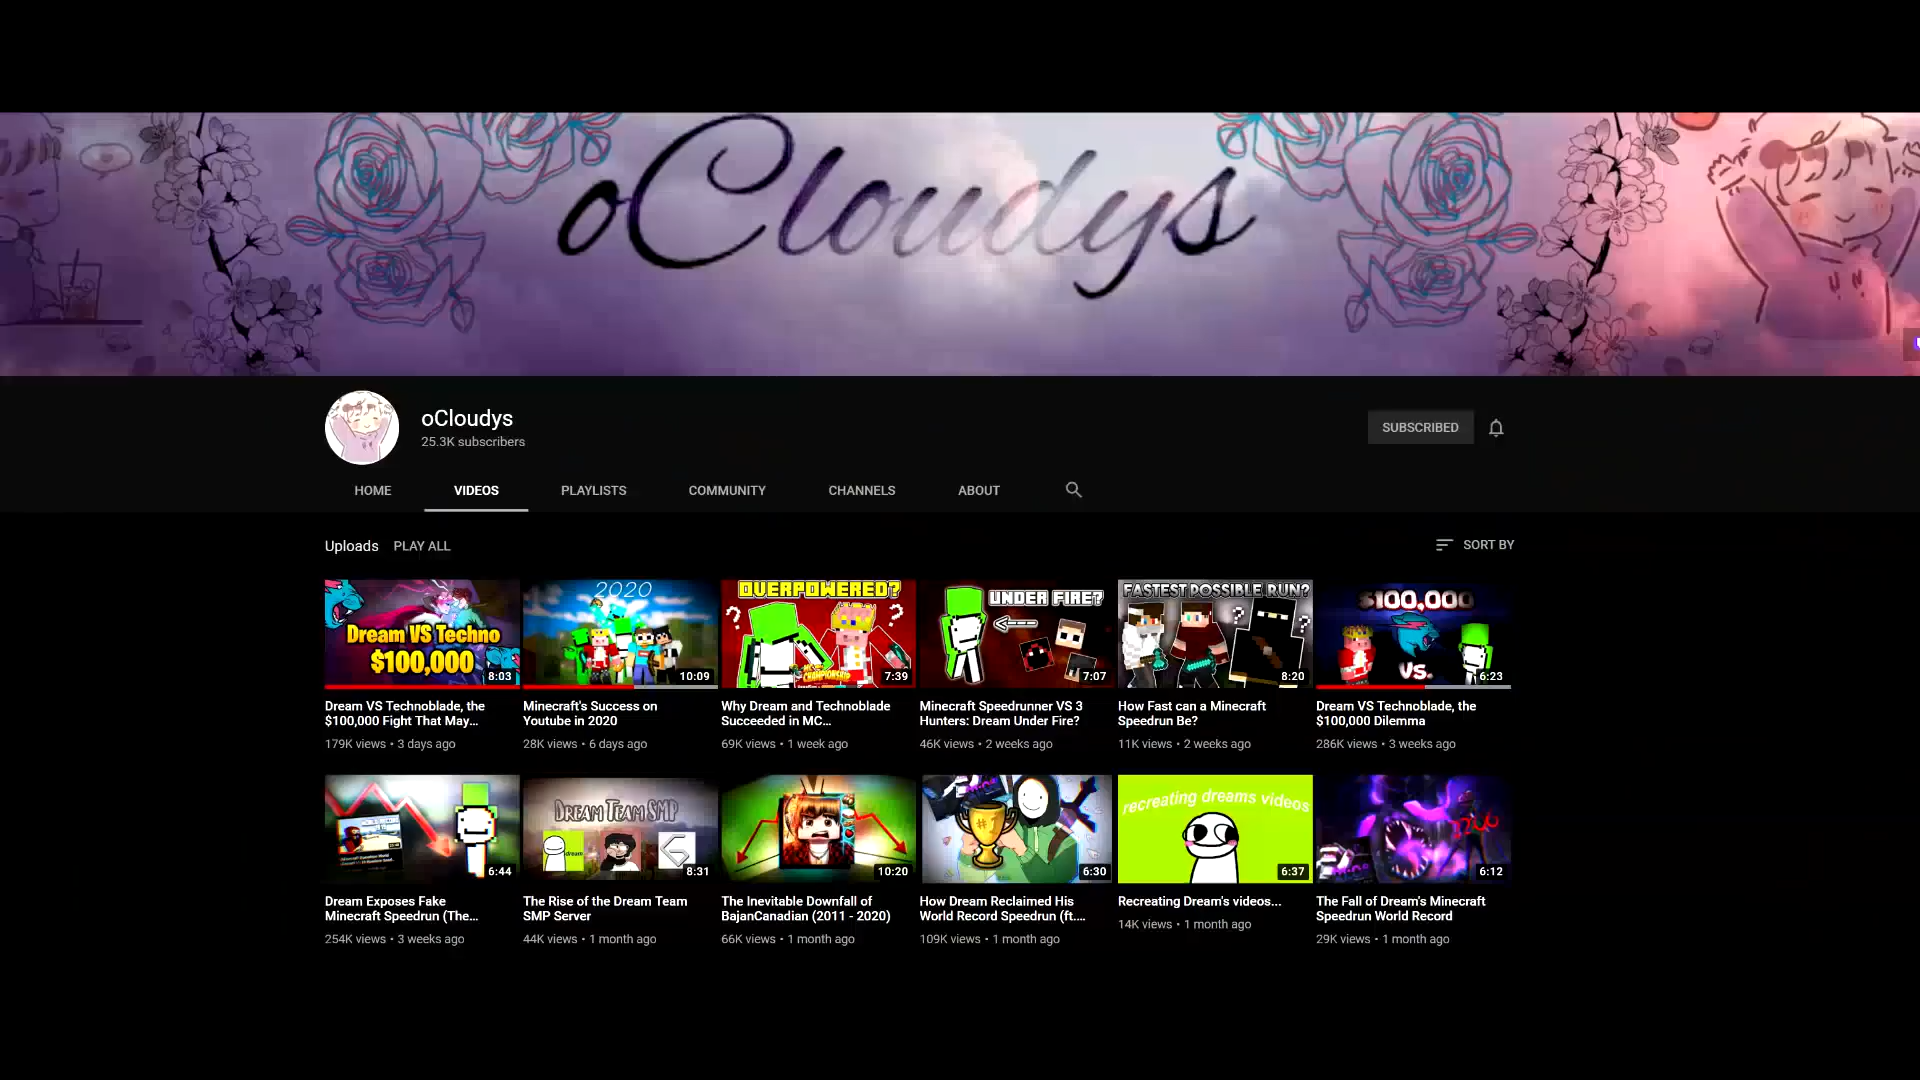 oCloudys
oCloudys
25.3K subscribers
SUBSCRIBED
HOME
VIDEOS
PLAYLISTS
COMMUNITY
CHANNELS
ABOUT
Uploads
PLAY ALL
SORT BY
Dream VS Techno
$100,000
8:03
Dream VS Technoblade, the
$100,000 Fight That May...
179K views • 3 days ago
2020
10:09
Minecraft's Success on
Youtube in 2020
28K views • 6 days ago
OVERPOWERED?
? ?
CHAMPIONSHIP
7:39
Why Dream and Technoblade
Succeeded in MC...
69K views • 1 week ago
UNDER FIRE?
7:07
Minecraft Speedrunner VS 3
Hunters: Dream Under Fire?
46K views • 2 weeks ago
FASTEST POSSIBLE RUN?
? ?
8:20
How Fast can a Minecraft
Speedrun Be?
11K views • 2 weeks ago
$100,000
VS.
6:23
Dream VS Technoblade, the
$100,000 Dilemma
286K views • 3 weeks ago
6:44
Dream Exposes Fake
Minecraft Speedrun (The...
254K views • 3 weeks ago
DREAM TEAM SMP
dream
8:31
The Rise of the Dream Team
SMP Server
44K views • 1 month ago
10:20
The Inevitable Downfall of
BajanCanadian (2011 - 2020)
66K views • 1 month ago
#1
6:30
How Dream Reclaimed His
World Record Speedrun (ft....
109K views • 1 month ago
recreating dreams videos
6:37
Recreating Dream's videos...
14K views • 1 month ago
6:12
The Fall of Dream's Minecraft
Speedrun World Record
29K views • 1 month ago